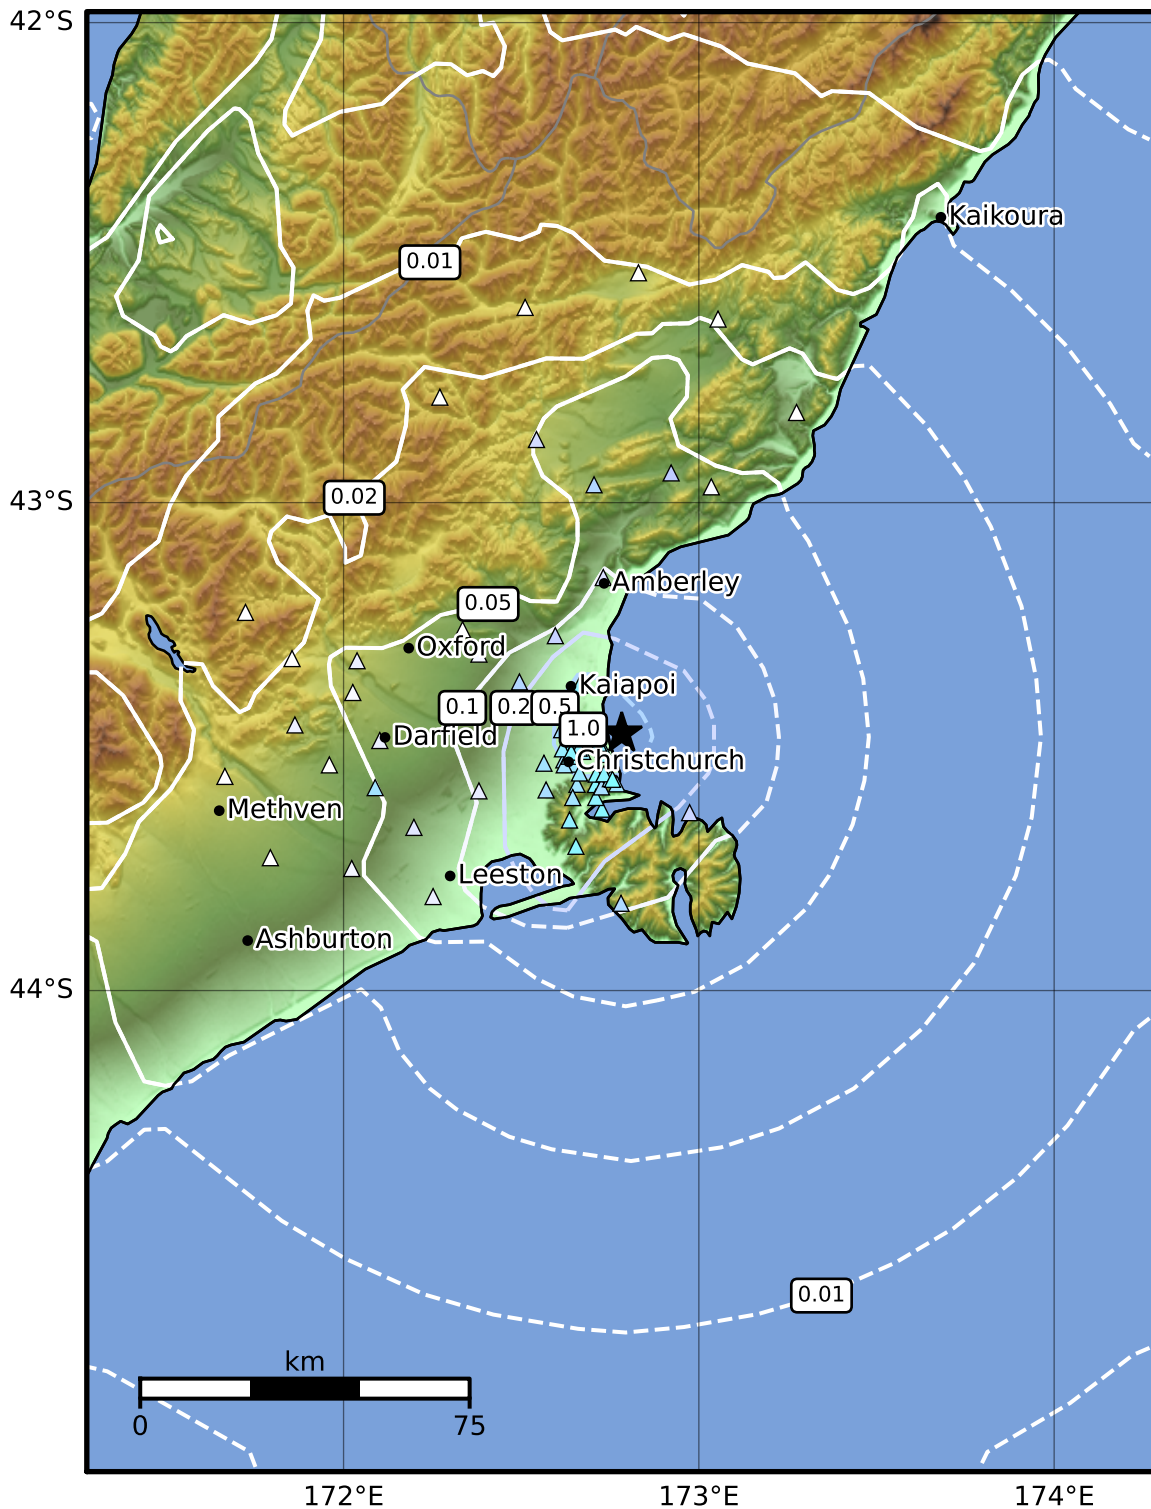 42°S
Kaikoura
0.01
43°S
0.02
Amberley
0.05
Oxford
Kaiapoi
0.1
0.2
0.5
1.0
Darfield
Christchurch
Methven
Leeston
Ashburton
44°S
0.01
km
0
75
172°E
173°E
174°E